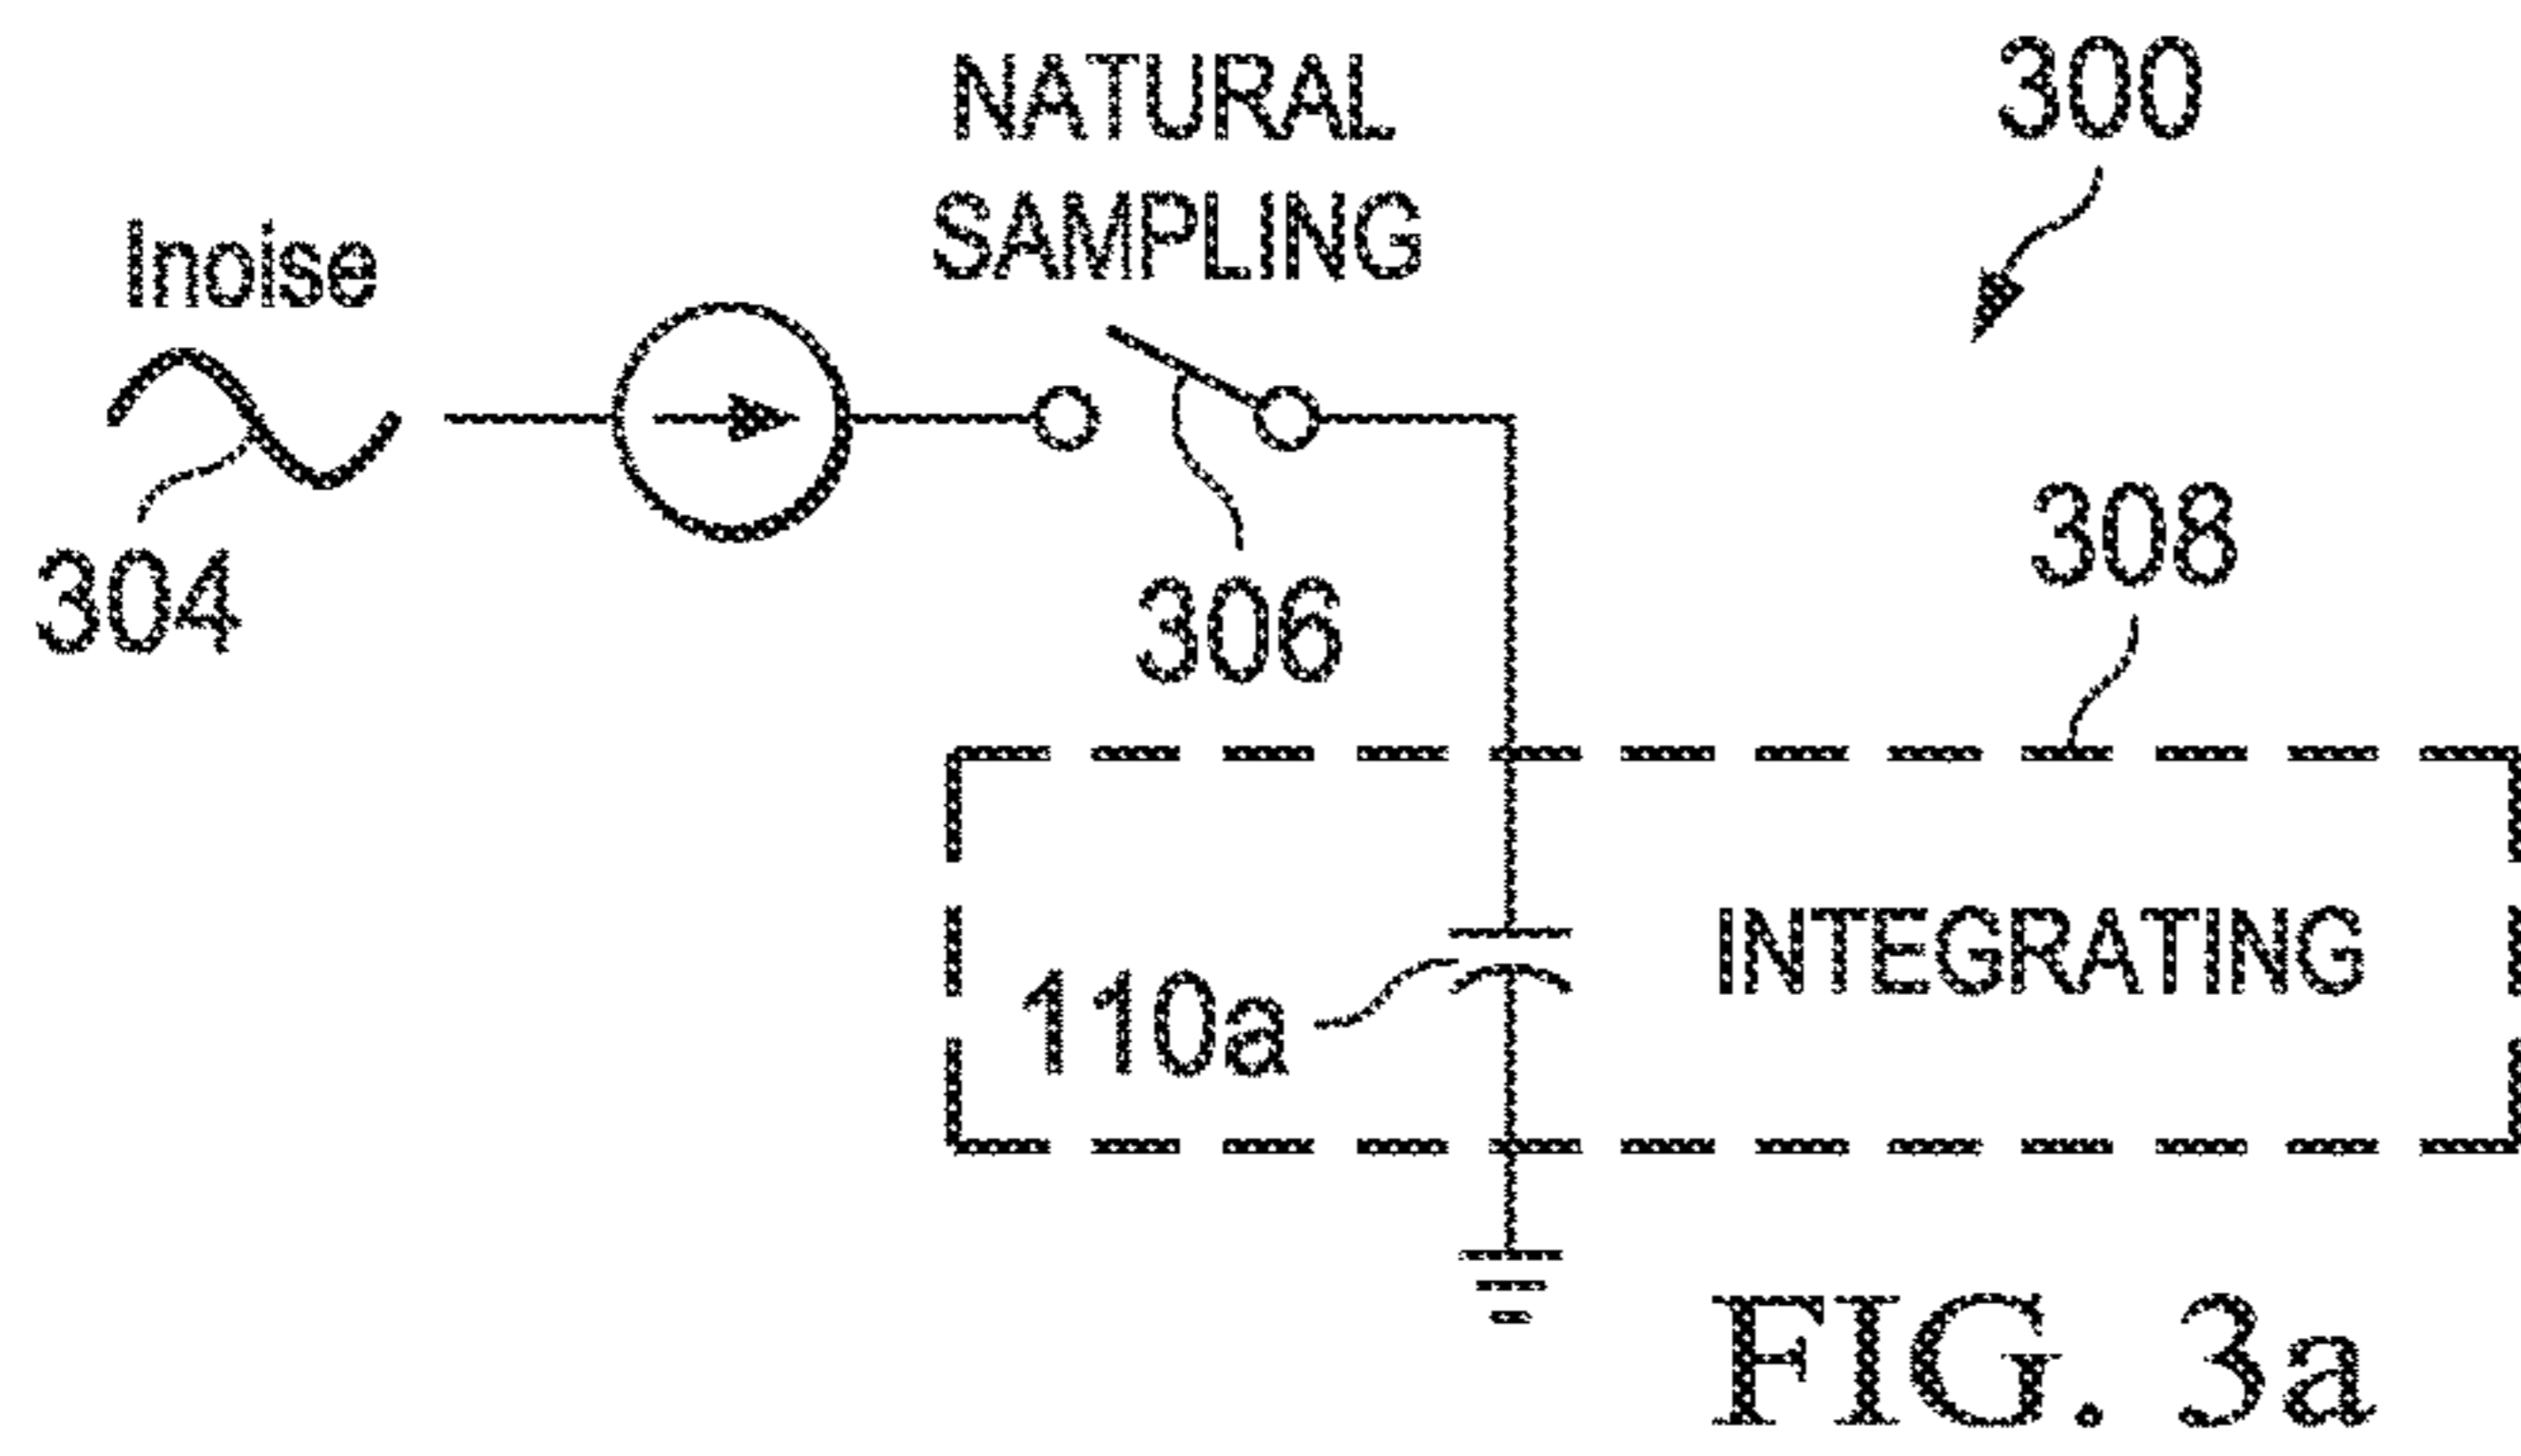 NATURAL
SAMPLING
300
Inoise
304
306
308
110a
INTEGRATING
FIG. 3a